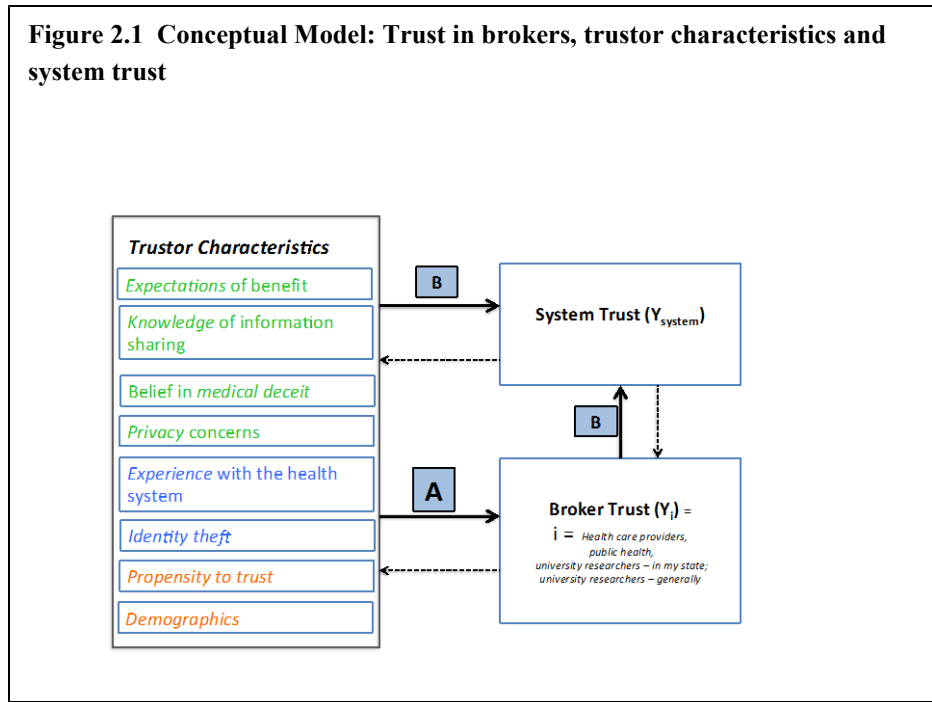 Figure 2.1 Conceptual Model: Trust in brokers, trustor characteristics and
system trust
Trustor Characteristics
Expectations of benefit
Knowledge of information
sharing
Belief in medical deceit
Privacy concerns
Experience with the health
system
Identity theft
Propensity to trust
Demographics
B
System Trust (Ysystem)
B
A
Broker Trust (Yi) =
i = Health care providers,
public health,
university researchers – in my state;
university researchers – generally